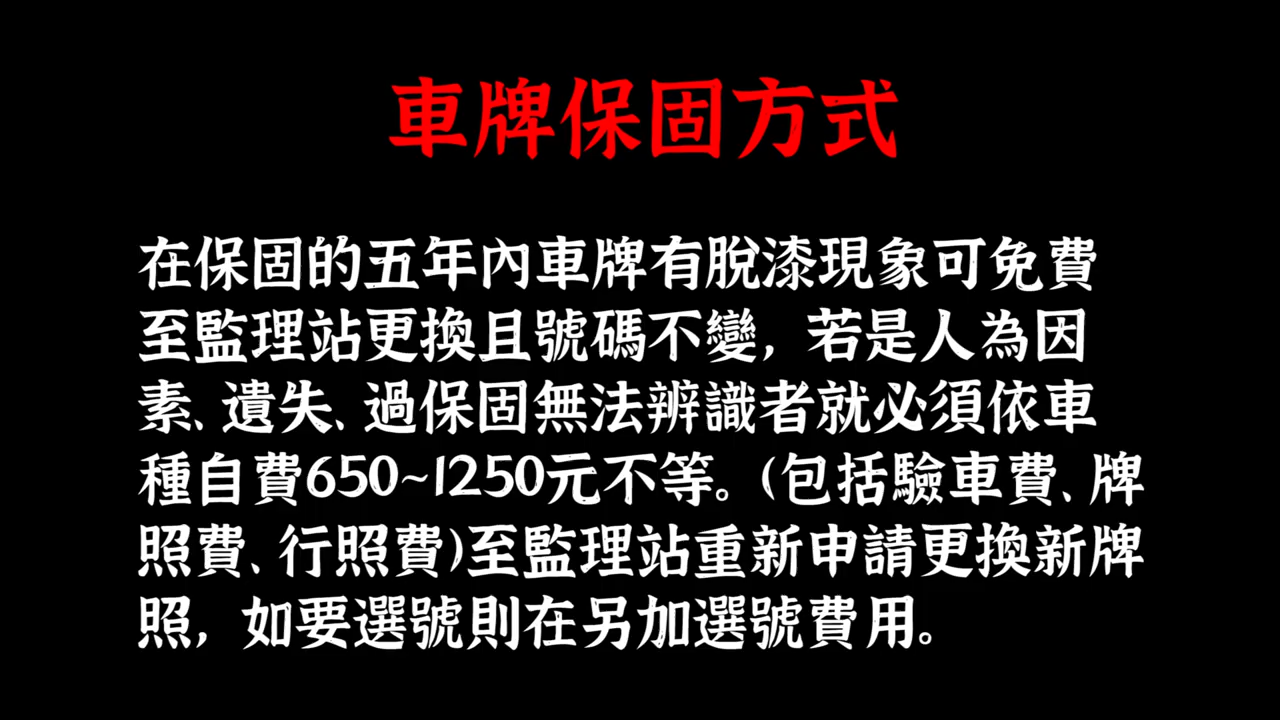 車牌保固方式
在保固的五年內車牌有脫漆現象可免費
至監理站更換且號碼不變，若是人為因
素、遺失、過保固無法辨識者就必須依車
種自費650~1250元不等。(包括驗車費、牌
照費、行照費)至監理站重新申請更換新牌
照，如要選號則在另加選號費用。